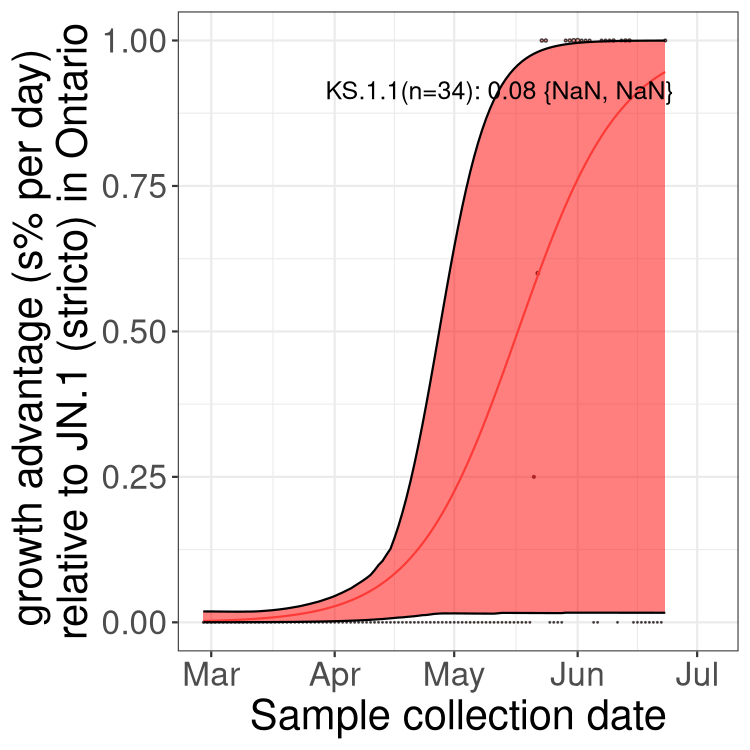 growth advantage (s% per day)
relative to JN.1 (stricto) in Ontario
1.00
0.75
0.50
0.25
0.00
KS.1.1(n=34): 0.08 {NaN, NaN}
Mar Apr May Jun Jul
Sample collection date